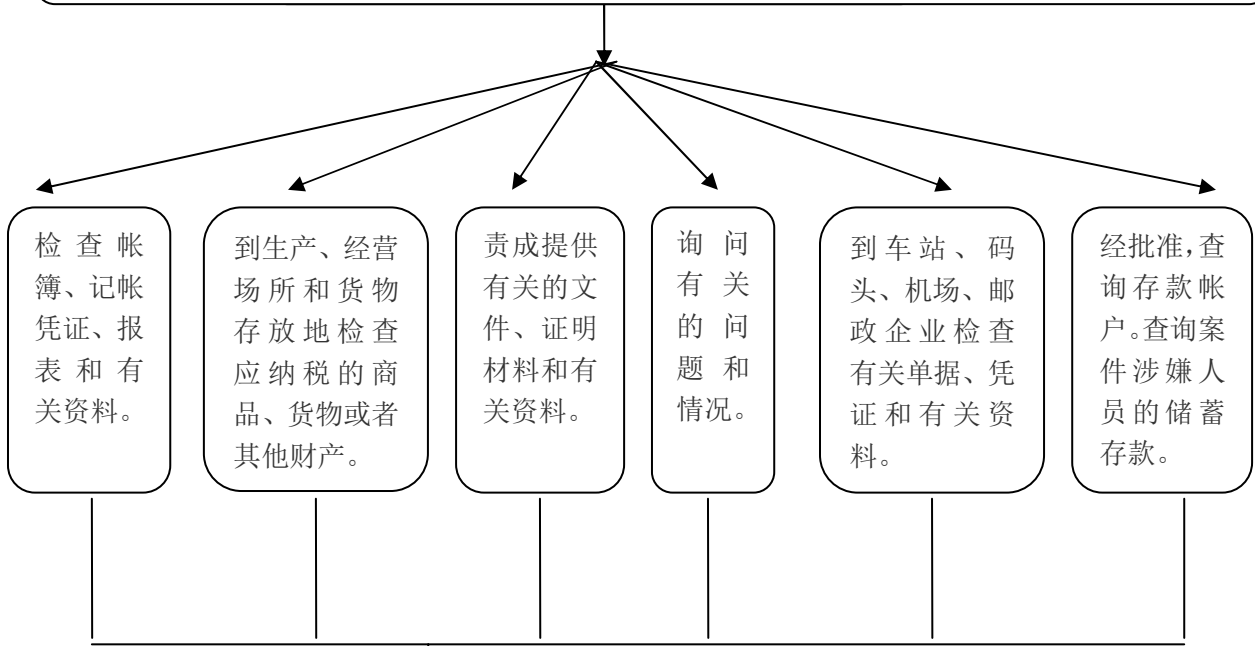 检查帐
簿、记帐
凭证、报
表和有
关资料。
到生产、经营
场所和货物
存放地检查
应纳税的商
品、货物或者
其他财产。
责成提供
有关的文
件、证明
材料和有
关资料。
询问
有关
的问
题和
情况。
到车站、码
头、机场、邮
政企业检查
有关单据、凭
证和有关资
料。
经批准，查
询存款帐
户。查询案
件涉嫌人
员的储蓄
存款。